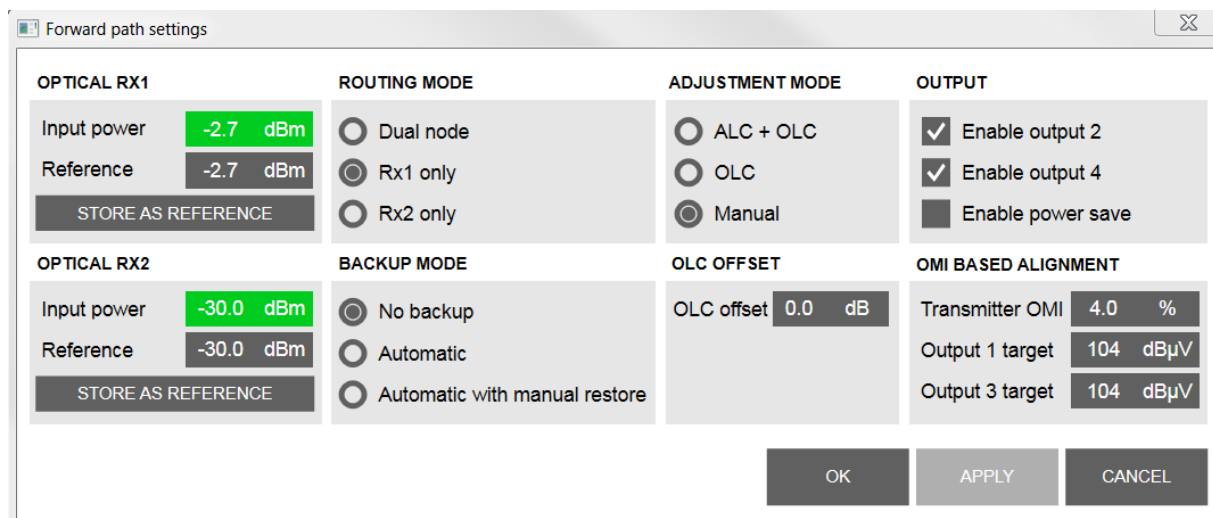 Forward path settings
OPTICAL RX1
Input power -2.7 dBm
Reference -2.7 dBm
STORE AS REFERENCE
ROUTING MODE
Dual node
Rx1 only
Rx2 only
ADJUSTMENT MODE
ALC + OLC
OLC
Manual
OUTPUT
Enable output 2
Enable output 4
Enable power save
OPTICAL RX2
Input power -30.0 dBm
Reference -30.0 dBm
STORE AS REFERENCE
BACKUP MODE
No backup
Automatic
Automatic with manual restore
OLC OFFSET
OLC offset 0.0 dB
OMI BASED ALIGNMENT
Transmitter OMI 4.0 %
Output 1 target 104 dBµV
Output 3 target 104 dBµV
OK APPLY CANCEL